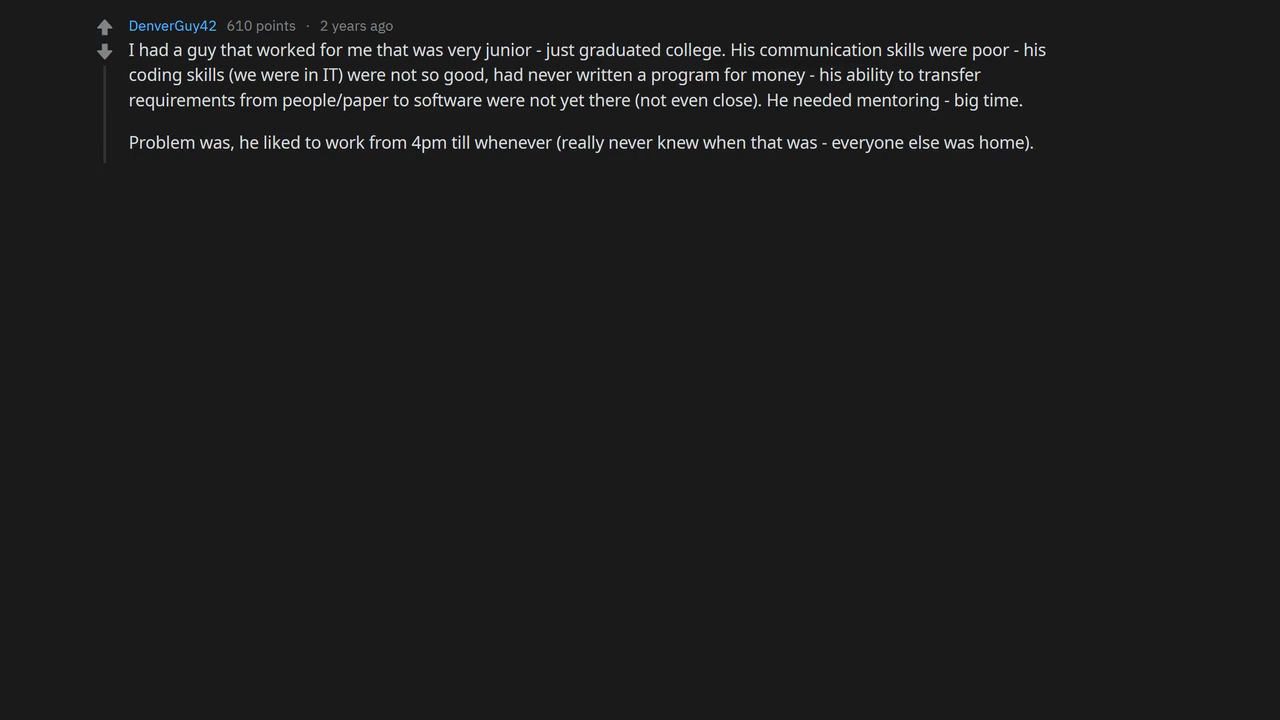 DenverGuy42 610 points · 2 years ago
I had a guy that worked for me that was very junior - just graduated college. His communication skills were poor - his
coding skills (we were in IT) were not so good, had never written a program for money - his ability to transfer
requirements from people/paper to software were not yet there (not even close). He needed mentoring - big time.
Problem was, he liked to work from 4pm till whenever (really never knew when that was - everyone else was home).